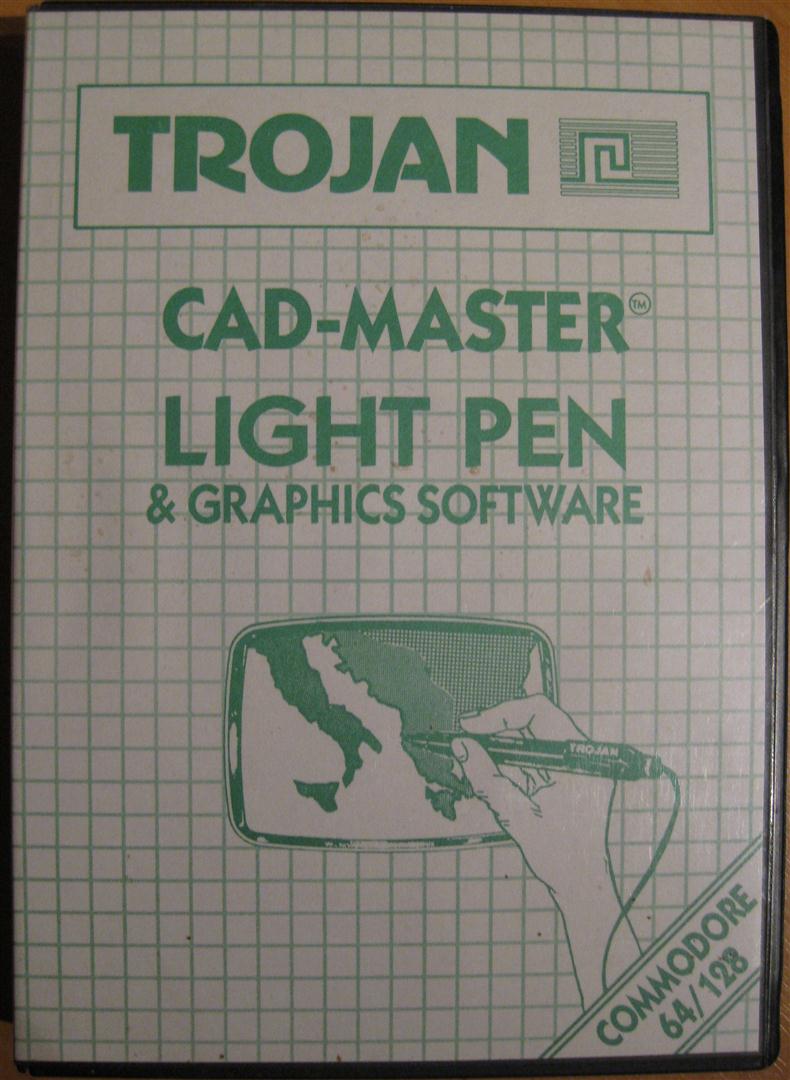 TROJAN
CAD-MASTER™
LIGHT PEN
& GRAPHICS SOFTWARE
TROJAN
COMMODORE
64/128